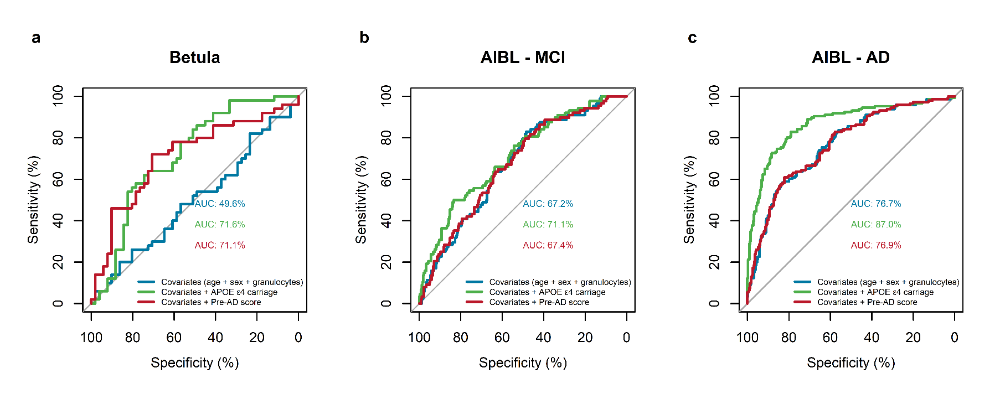 a
Betula
Sensitivity (%)
100
80
60
40
20
0
AUC: 49.6%
AUC: 71.6%
AUC: 71.1%
Covariates (age + sex + granulocytes)
Covariates + APOE ε4 carriage
Covariates + Pre-AD score
100 80 60 40 20 0
Specificity (%)
b
AIBL - MCI
Sensitivity (%)
100
80
60
40
20
0
AUC: 67.2%
AUC: 71.1%
AUC: 67.4%
Covariates (age + sex + granulocytes)
Covariates + APOE ε4 carriage
Covariates + Pre-AD score
100 80 60 40 20 0
Specificity (%)
c
AIBL - AD
Sensitivity (%)
100
80
60
40
20
0
AUC: 76.7%
AUC: 87.0%
AUC: 76.9%
Covariates (age + sex + granulocytes)
Covariates + APOE ε4 carriage
Covariates + Pre-AD score
100 80 60 40 20 0
Specificity (%)